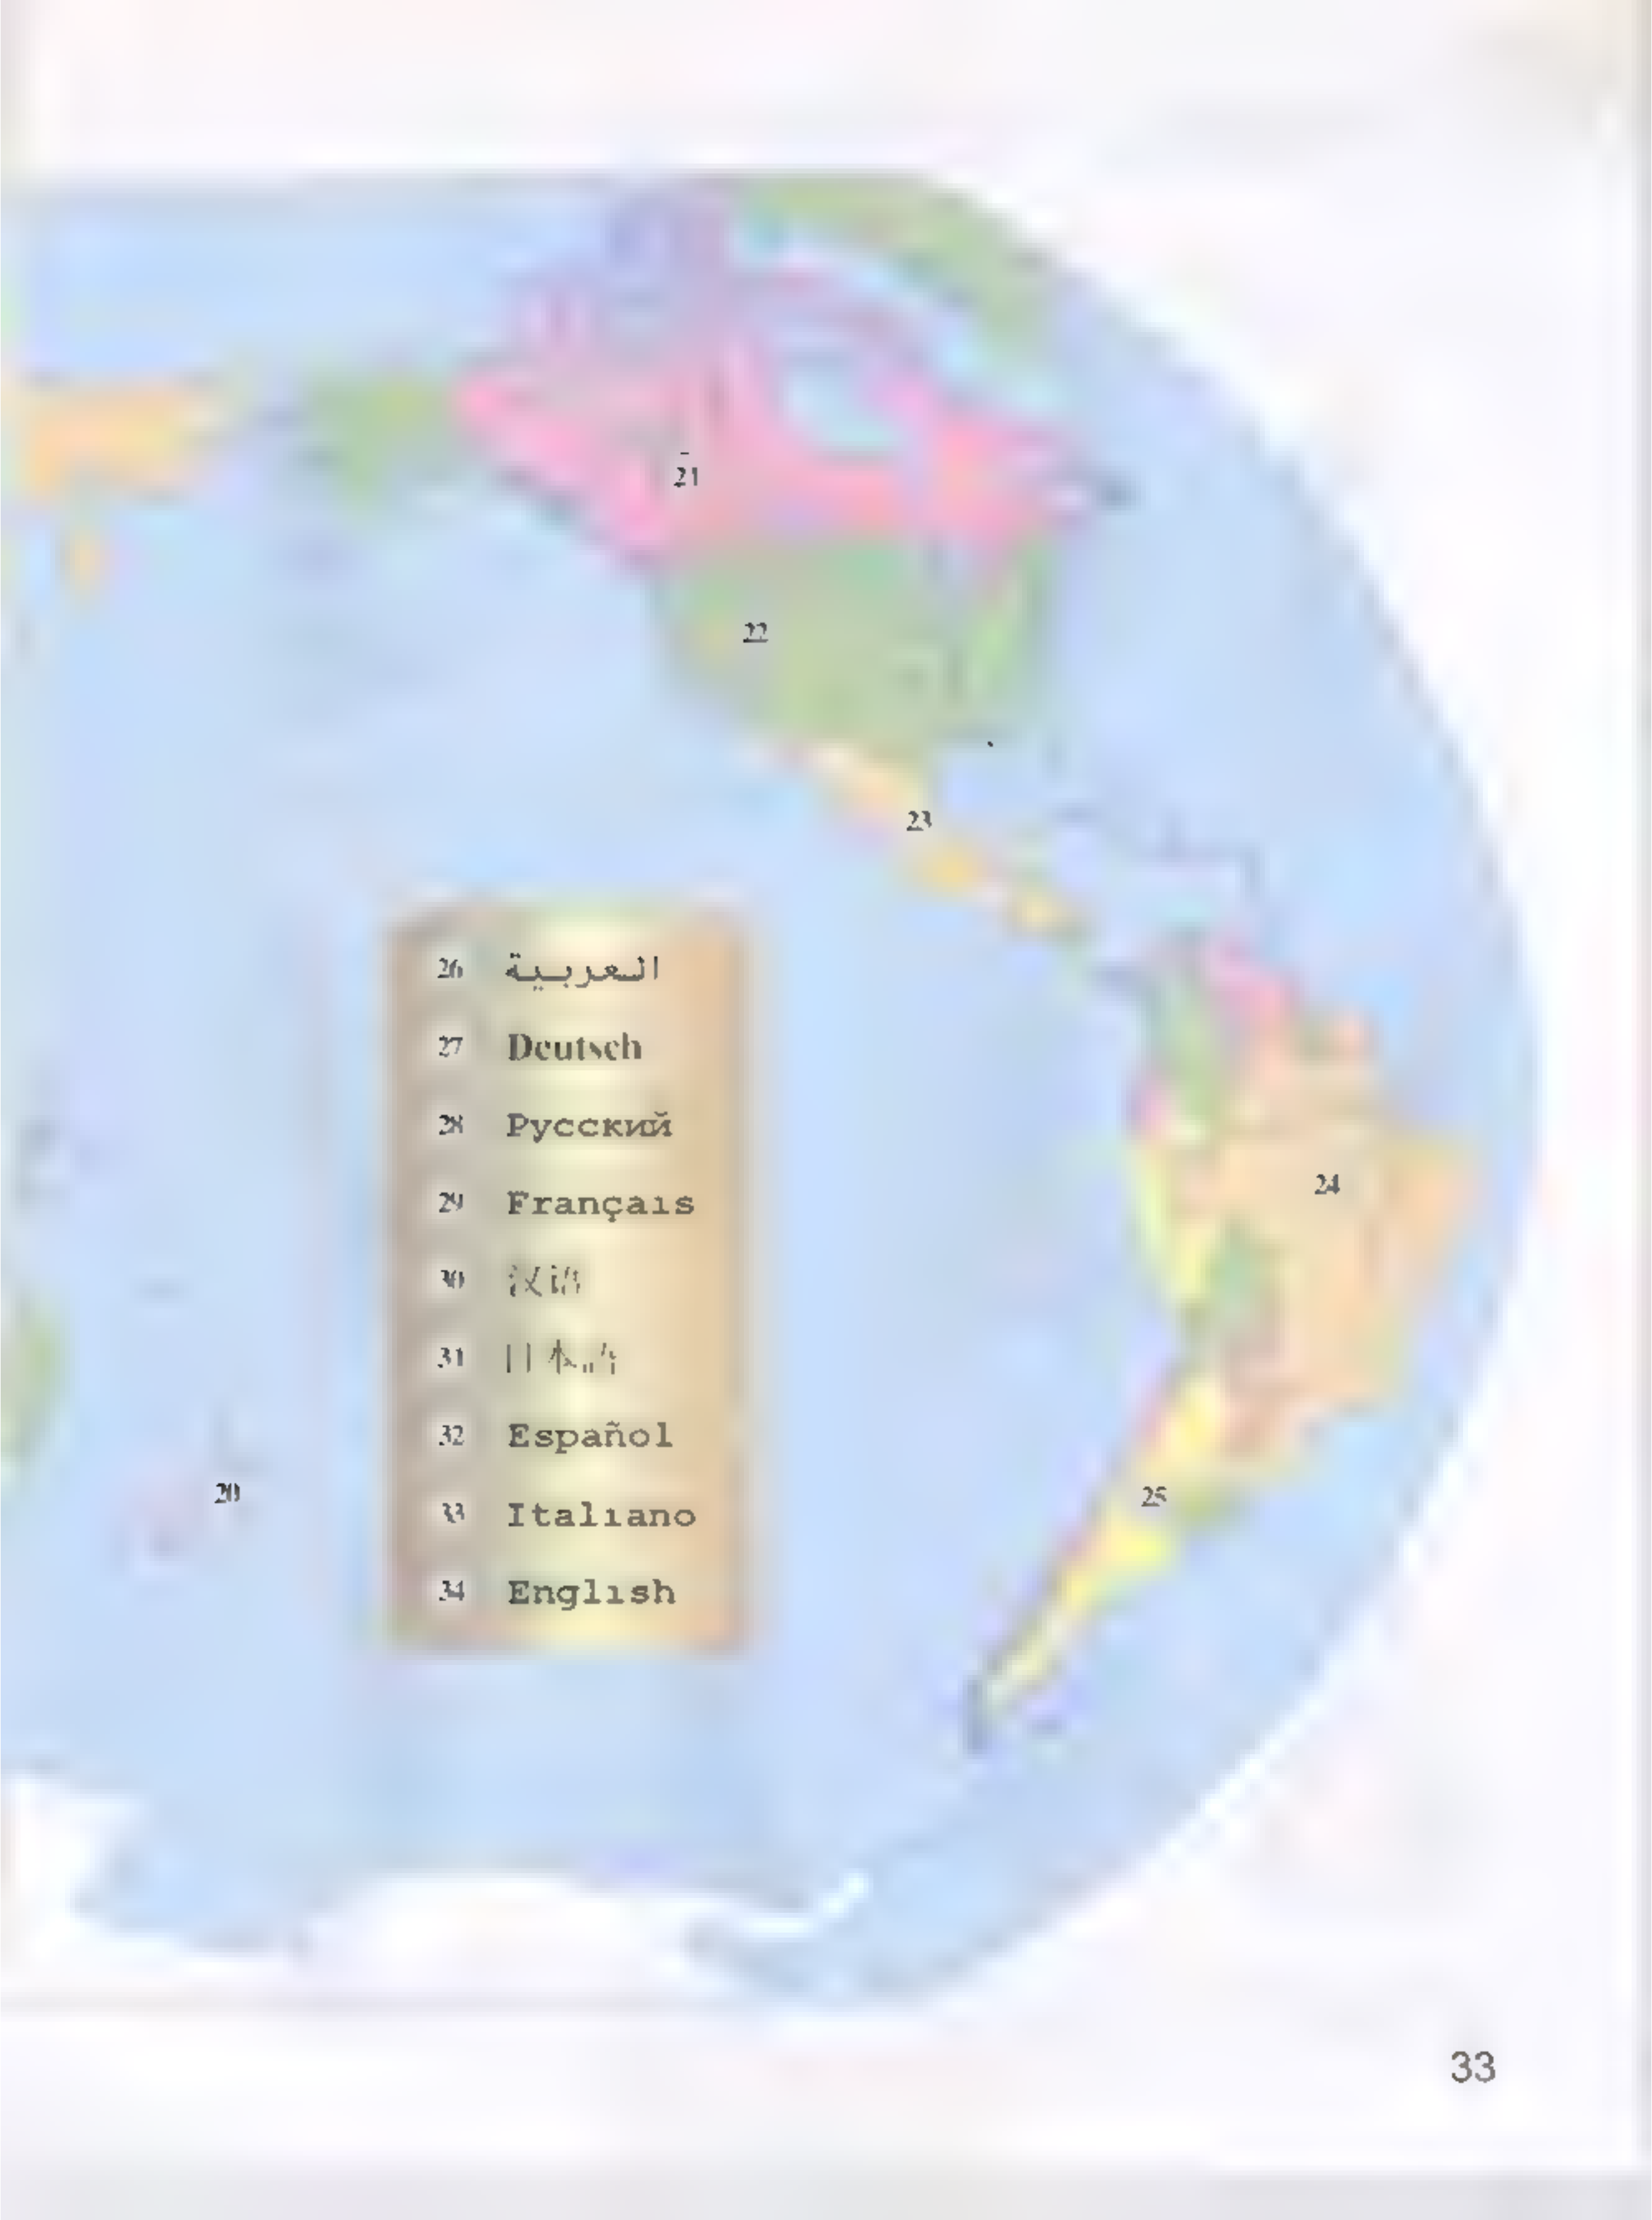 21
22
23
26 العربية
27 Deutsch
28 Русский
24
29 Français
30 汉语
31 日本語
32 Español
20
25
33 Italiano
34 English
33